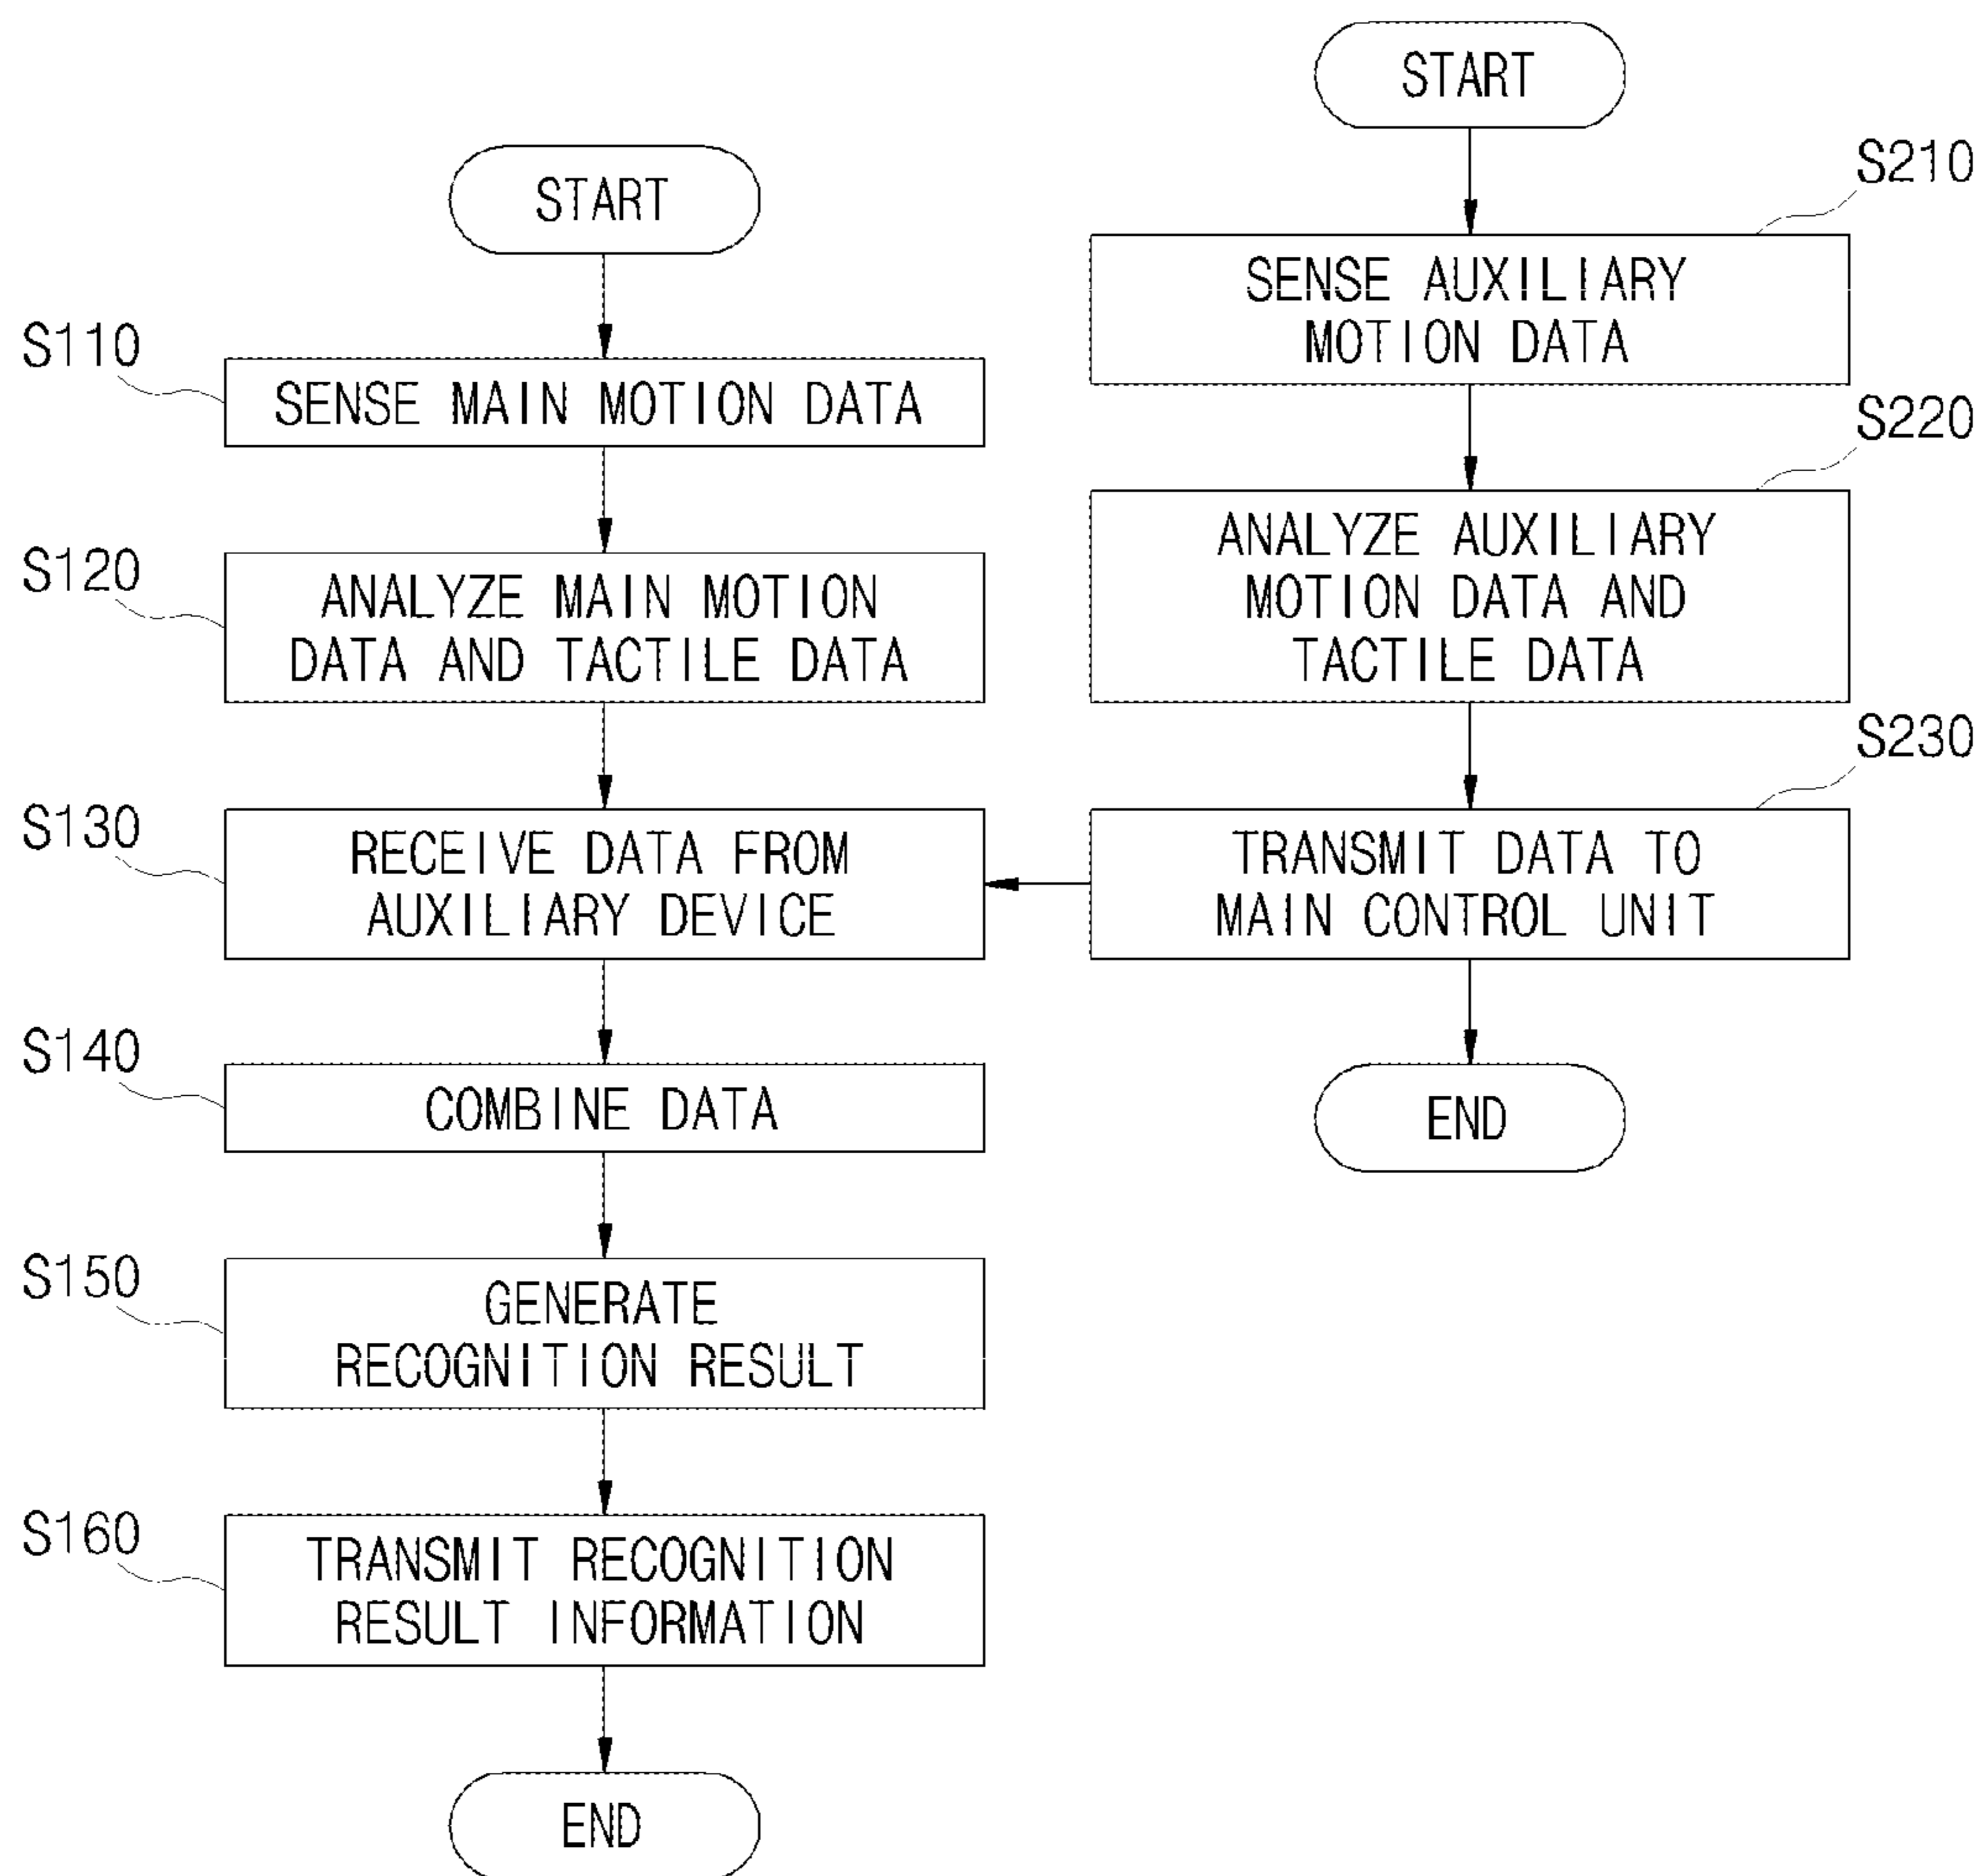 START
S110
SENSE MAIN MOTION DATA
S120
ANALYZE MAIN MOTION
DATA AND TACTILE DATA
S130
RECEIVE DATA FROM
AUXILIARY DEVICE
S140
COMBINE DATA
S150
GENERATE
RECOGNITION RESULT
S160
TRANSMIT RECOGNITION
RESULT INFORMATION
END
START
S210
SENSE AUXILIARY
MOTION DATA
S220
ANALYZE AUXILIARY
MOTION DATA AND
TACTILE DATA
S230
TRANSMIT DATA TO
MAIN CONTROL UNIT
END